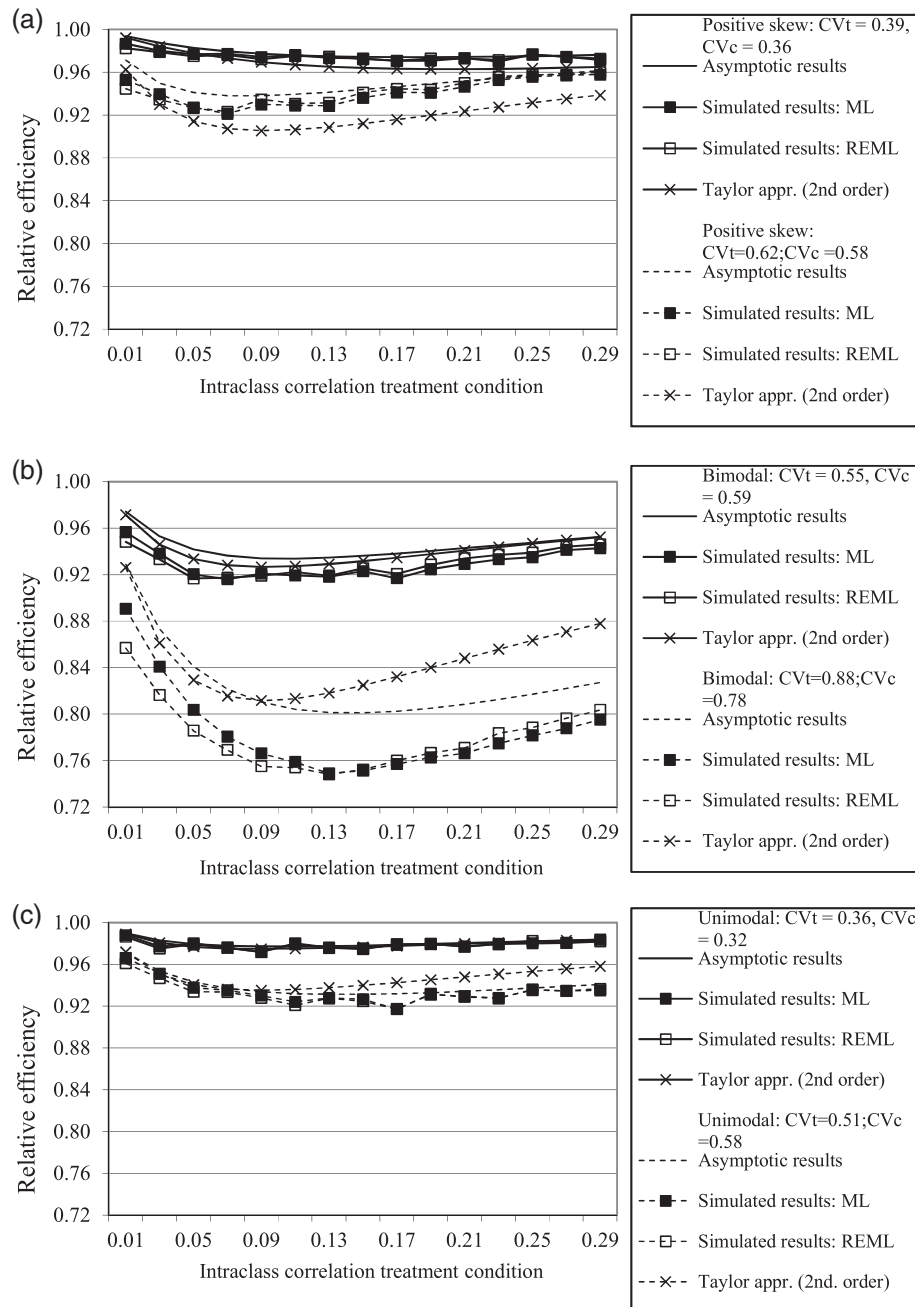 (a)
1.00
0.96
0.92
0.88
0.84
0.80
0.76
0.72
Relative efficiency
0.01 0.05 0.09 0.13 0.17 0.21 0.25 0.29
Intraclass correlation treatment condition
Positive skew: CVt = 0.39,
CVc = 0.36
Asymptotic results
Simulated results: ML
Simulated results: REML
Taylor appr. (2nd order)
Positive skew:
CVt=0.62;CVc =0.58
Asymptotic results
Simulated results: ML
Simulated results: REML
Taylor appr. (2nd order)
(b)
1.00
0.96
0.92
0.88
0.84
0.80
0.76
0.72
Relative efficiency
0.01 0.05 0.09 0.13 0.17 0.21 0.25 0.29
Intraclass correlation treatment condition
Bimodal: CVt = 0.55, CVc
= 0.59
Asymptotic results
Simulated results: ML
Simulated results: REML
Taylor appr. (2nd order)
Bimodal: CVt=0.88;CVc
=0.78
Asymptotic results
Simulated results: ML
Simulated results: REML
Taylor appr. (2nd order)
(c)
1.00
0.96
0.92
0.88
0.84
0.80
0.76
0.72
Relative efficiency
0.01 0.05 0.09 0.13 0.17 0.21 0.25 0.29
Intraclass correlation treatment condition
Unimodal: CVt = 0.36, CVc
= 0.32
Asymptotic results
Simulated results: ML
Simulated results: REML
Taylor appr. (2nd order)
Unimodal: CVt=0.51;CVc
=0.58
Asymptotic results
Simulated results: ML
Simulated results: REML
Taylor appr. (2nd. order)